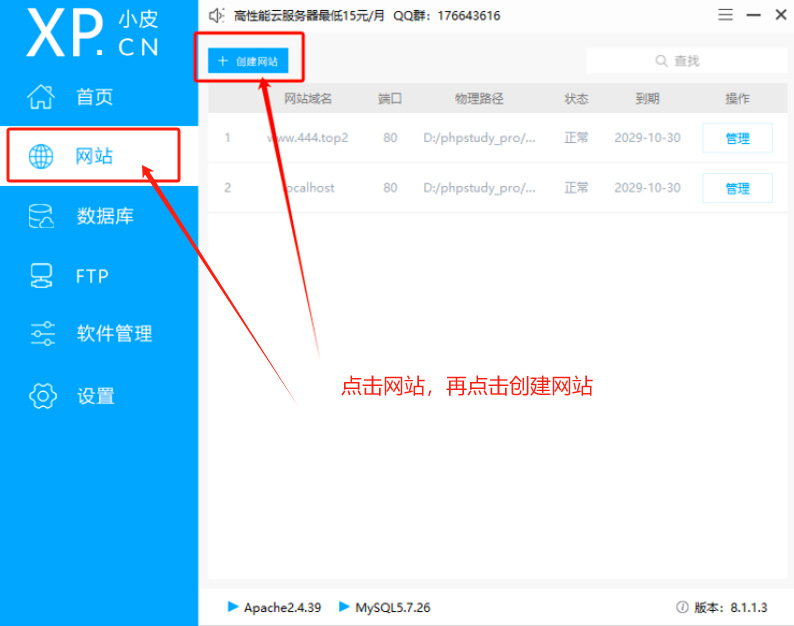 XP.CN 小皮
高性能云服务器最低15元/月 QQ群：176643616
首页
网站
数据库
FTP
软件管理
设置
+ 创建网站
查找
网站域名 端口 物理路径 状态 到期 操作
1 www.444.top2 80 D:/phpstudy_pro/... 正常 2029-10-30 管理
2 localhost 80 D:/phpstudy_pro/... 正常 2029-10-30 管理
点击网站，再点击创建网站
Apache2.4.39 MySQL5.7.26 版本：8.1.1.3